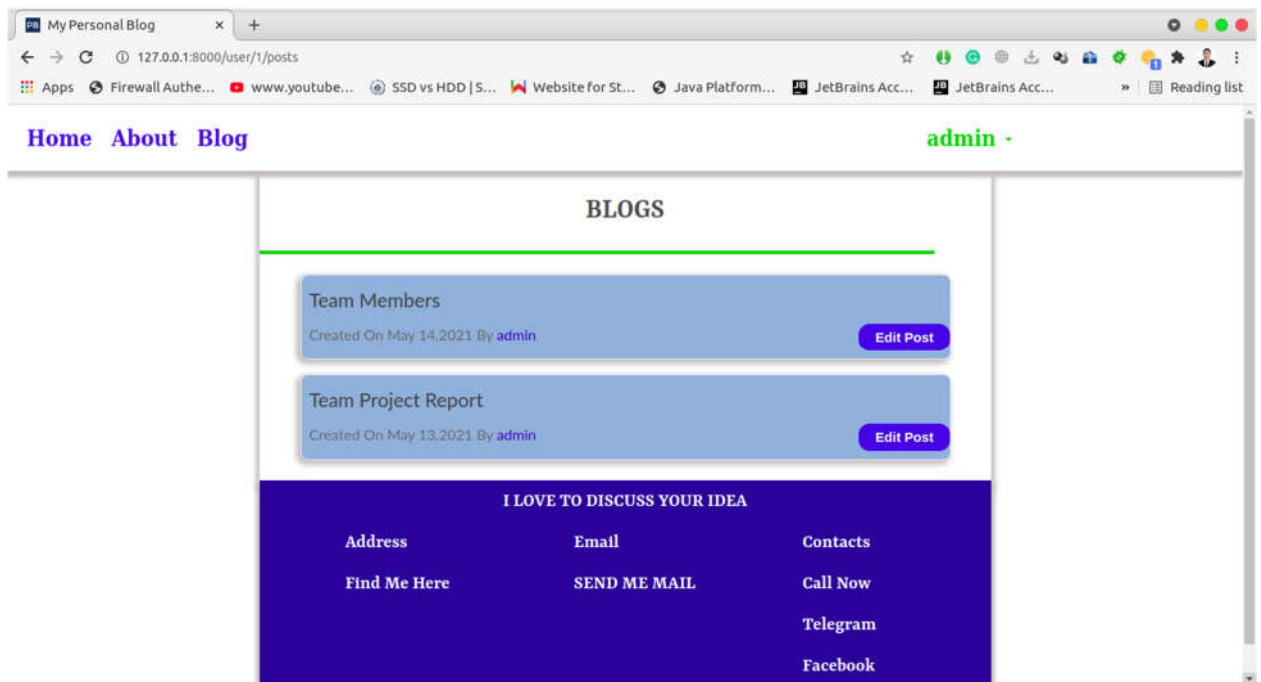 PB My Personal Blog
127.0.0.1:8000/user/1/posts
Apps Firewall Authe... www.youtube... SSD vs HDD | S... Website for St... Java Platform... JetBrains Acc... JetBrains Acc... » Reading list
Home About Blog admin
BLOGS
Team Members
Created On May 14,2021 By admin Edit Post
Team Project Report
Created On May 13,2021 By admin Edit Post
I LOVE TO DISCUSS YOUR IDEA
Address Email Contacts
Find Me Here SEND ME MAIL Call Now
Telegram
Facebook